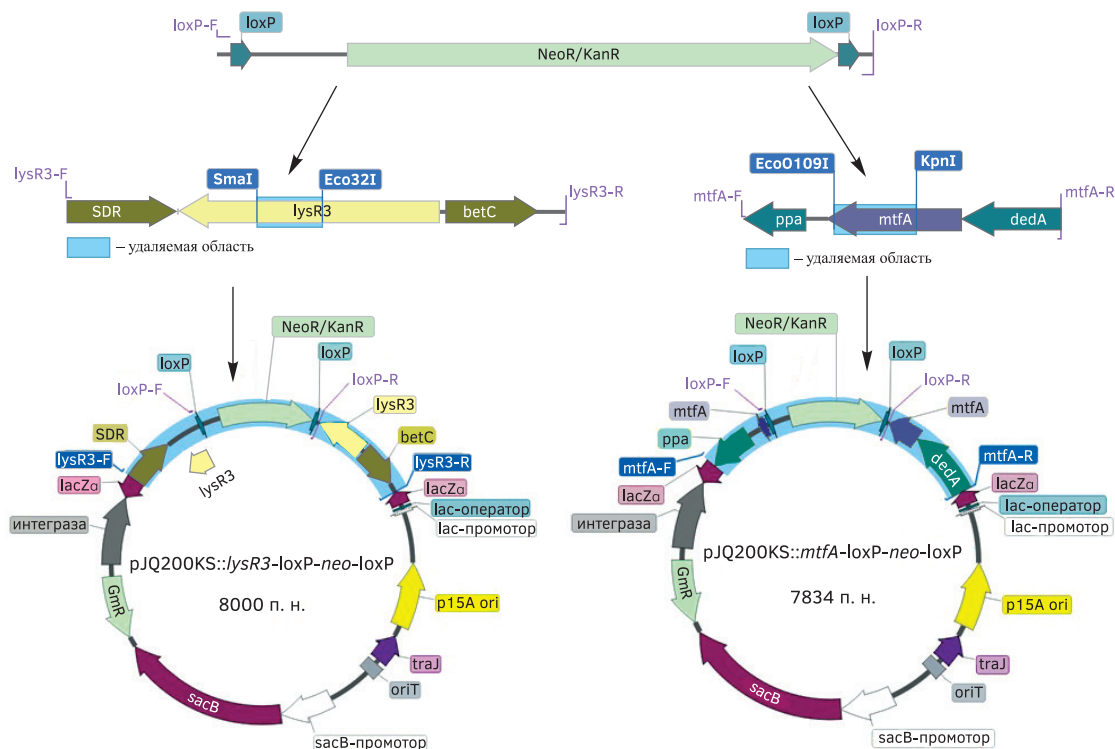 loxP-F
loxP
loxP
loxP-R
NeoR/KanR
lysR3-F
SmaI
Eco32I
lysR3-R
SDR
lysR3
betC
– удаляемая область
EcoO109I
KpnI
mtfA-F
mtfA-R
ppa
mtfA
dedA
– удаляемая область
NeoR/KanR
loxP
loxP
loxP-F
loxP-R
lysR3
SDR
betC
lysR3-F
lysR3
lysR3-R
lacZα
lacZα
lac-оператор
lac-промотор
интеграза
pJQ200KS::lysR3-loxP-neo-loxP
8000 п. н.
GmR
p15A ori
traJ
oriT
sacB
sacB-промотор
NeoR/KanR
loxP
loxP
loxP-F
loxP-R
mtfA
mtfA
ppa
dedA
mtfA-F
mtfA-R
lacZα
lacZα
lac-оператор
lac-промотор
интеграза
pJQ200KS::mtfA-loxP-neo-loxP
7834 п. н.
GmR
p15A ori
traJ
oriT
sacB
sacB-промотор